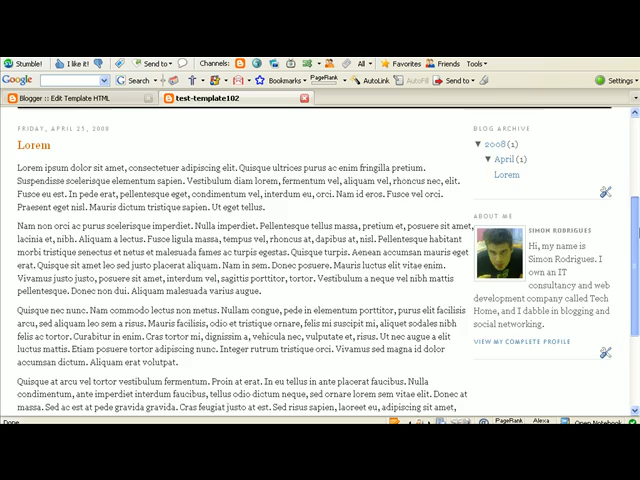 Stumble! I like it! Send to Channels: All Favorites Friends Tools
Google Search PageRank Bookmarks AutoLink AutoFill Send to Settings
Blogger :: Edit Template HTML test-template102
FRIDAY, APRIL 25, 2008
Lorem
Lorem ipsum dolor sit amet, consectetuer adipiscing elit. Quisque ultrices purus ac enim fringilla pretium.
Suspendisse scelerisque elementum sapien. Vestibulum diam lorem, fermentum vel, aliquam vel, rhoncus nec, elit.
Fusce eu est. In pede erat, pellentesque eget, condimentum vel, interdum eu, orci. Nam id eros. Fusce vel orci.
Praesent eget nisl. Mauris dictum tristique sapien. Ut eget tellus.
Nam non orci ac purus scelerisque imperdiet. Nulla imperdiet. Pellentesque tellus massa, pretium et, posuere sit amet,
lacinia et, nibh. Aliquam a lectus. Fusce ligula massa, tempus vel, rhoncus at, dapibus at, nisl. Pellentesque habitant
morbi tristique senectus et netus et malesuada fames ac turpis egestas. Quisque turpis. Aenean accumsan mauris id
erat. Quisque sit amet leo sed justo placerat aliquam. Nam in sem. Donec posuere. Mauris luctus elit vitae enim.
Vivamus justo justo, posuere sit amet, interdum vel, sagittis porttitor, tortor. Vestibulum a neque vel nibh mattis
pellentesque. Donec non dui. Aliquam malesuada varius augue.
Quisque nec nunc. Nam commodo lectus non metus. Nullam congue, pede in elementum porttitor, purus elit facilisis
arcu, sed aliquam leo sem a risus. Mauris facilisis, odio et tristique ornare, felis mi suscipit mi, aliquet sodales nibh
felis ac tortor. Curabitur in enim. Cras tortor mi, dignissim a, vehicula nec, vulputate et, risus. Ut nec augue a elit
luctus mattis. Etiam posuere tortor adipiscing nunc. Integer rutrum tristique orci. Vivamus sed magna id dolor
accumsan dictum. Aliquam erat volutpat.
Quisque at arcu vel tortor vestibulum fermentum. Proin at erat. In eu tellus in ante placerat faucibus. Nulla
condimentum, ante imperdiet interdum faucibus, tellus odio dictum neque, sed ornare lorem sem vitae erat. Donec at
massa. Sed ac est at pede gravida gravida. Cras feugiat justo at est. Sed risus sapien, laoreet eu, adipiscing sit amet,
BLOG ARCHIVE
▼ 2008 (1)
▼ April (1)
Lorem
ABOUT ME
SIMON RODRIGUES
Hi, my name is
Simon Rodrigues. I
own an IT
consultancy and web
development company called Tech
Home, and I dabble in blogging and
social networking.
VIEW MY COMPLETE PROFILE
Done PageRank Alexa Open Notebook